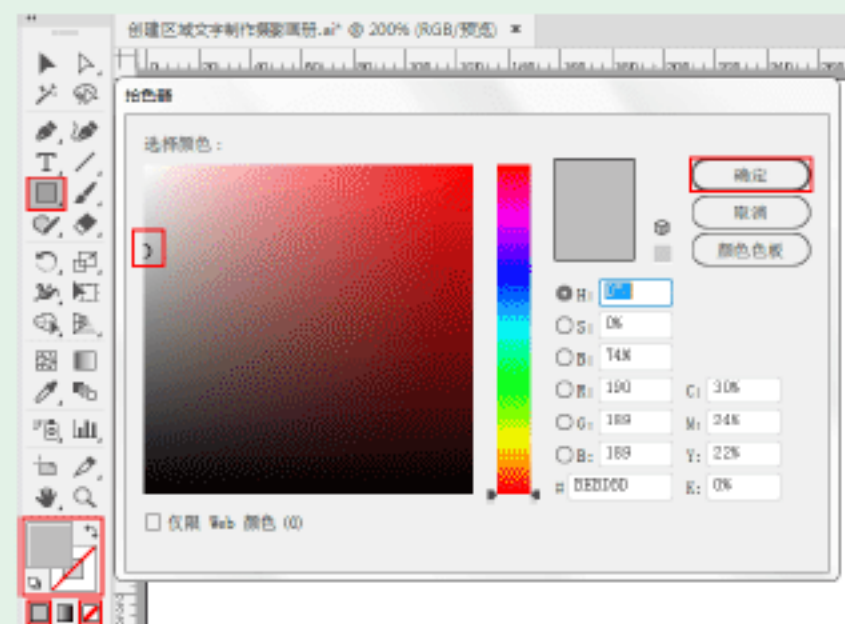 创建区域文字制作摄影画册.ai* @ 200% (RGB/预览) ×
拾色器
选择颜色：
确定
取消
颜色色板
H:
S: 0%
B: 74%
R: 190
G: 189
B: 189
# BEBDBD
C: 30%
M: 24%
Y: 22%
K: 0%
仅限 Web 颜色 (O)